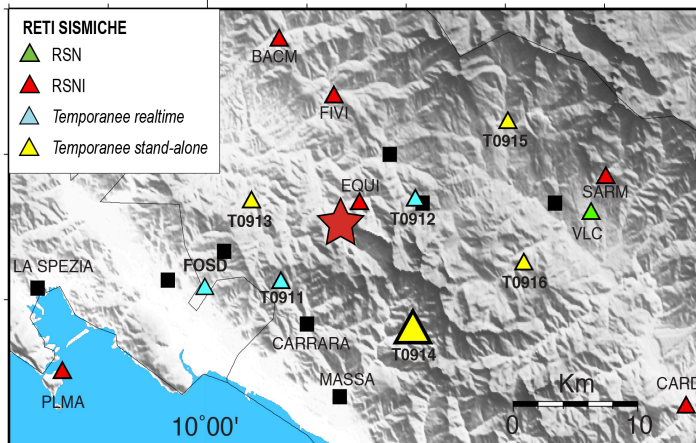 RETI SISMICHE
RSN
RSNI
Temporanee realtime
Temporanee stand-alone
BACM
FIVI
T0915
EQUI
SARM
T0913
T0912
VLC
LA SPEZIA
FOSD
T0911
T0916
CARRARA
T0914
MASSA
Km
CARE
PLMA
10°00'
0
10